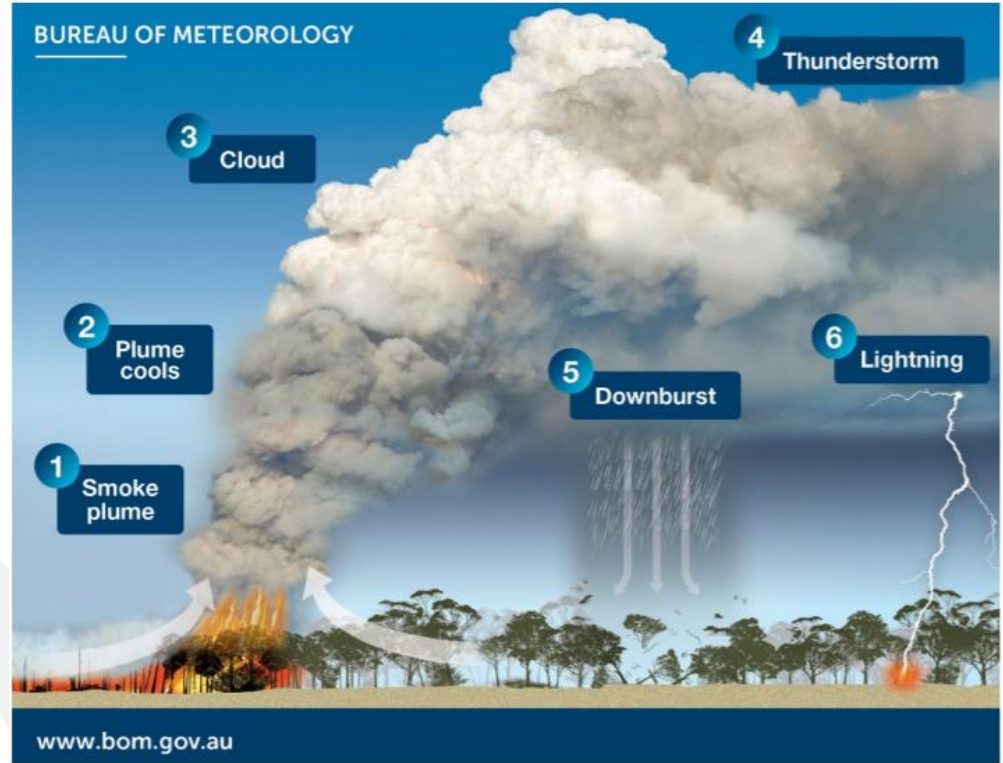 BUREAU OF METEOROLOGY
4
Thunderstorm
3
Cloud
2
Plume
cools
6
Lightning
5
Downburst
1
Smoke
plume
www.bom.gov.au